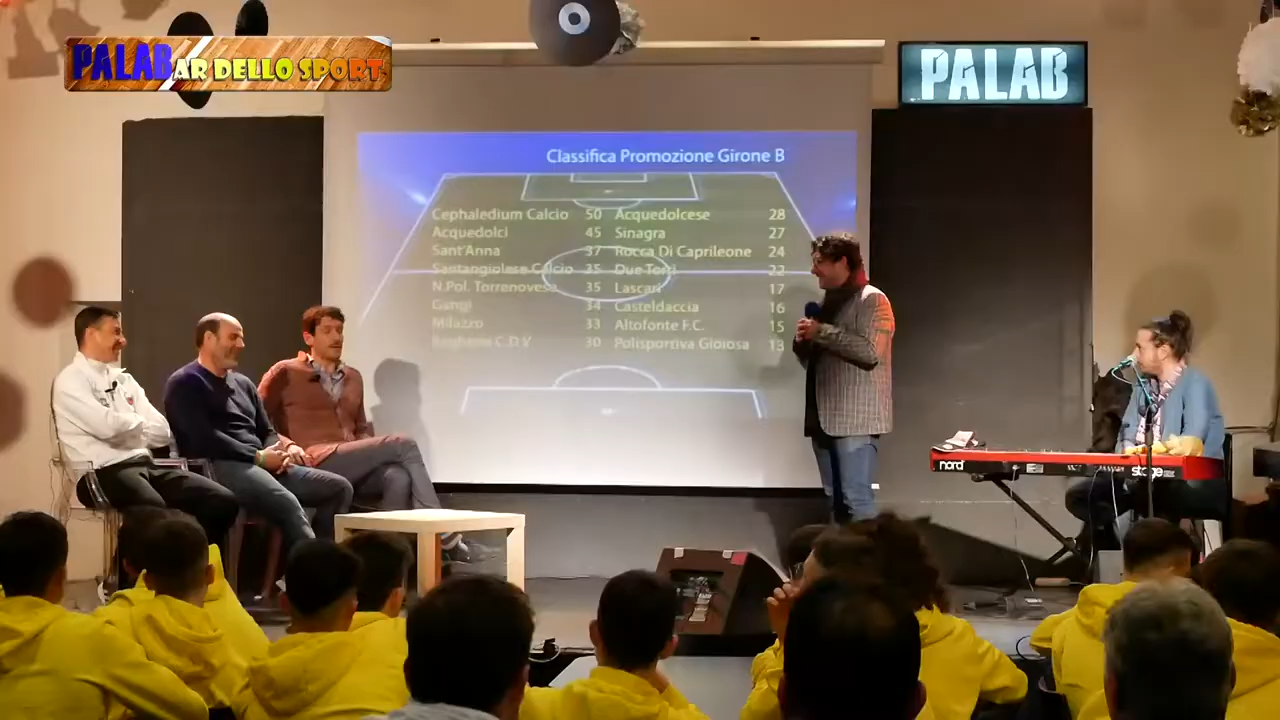 PALABAR DELLO SPORT
PALAB
Classifica Promozione Girone B
Cephaledium Calcio 50 Acquedolcese 28
Acquedolci 45 Sinagra 27
Sant'Anna 37 Rocca Di Caprileone 24
Santangiolese Calcio 35 Due Torri 22
N.Pol. Torrenovese 35 Lascari 17
Gangi 34 Casteldaccia 16
Milazzo 33 Altofonte F.C. 15
C.D.V 30 Polisportiva Gioiosa 13
nord stage